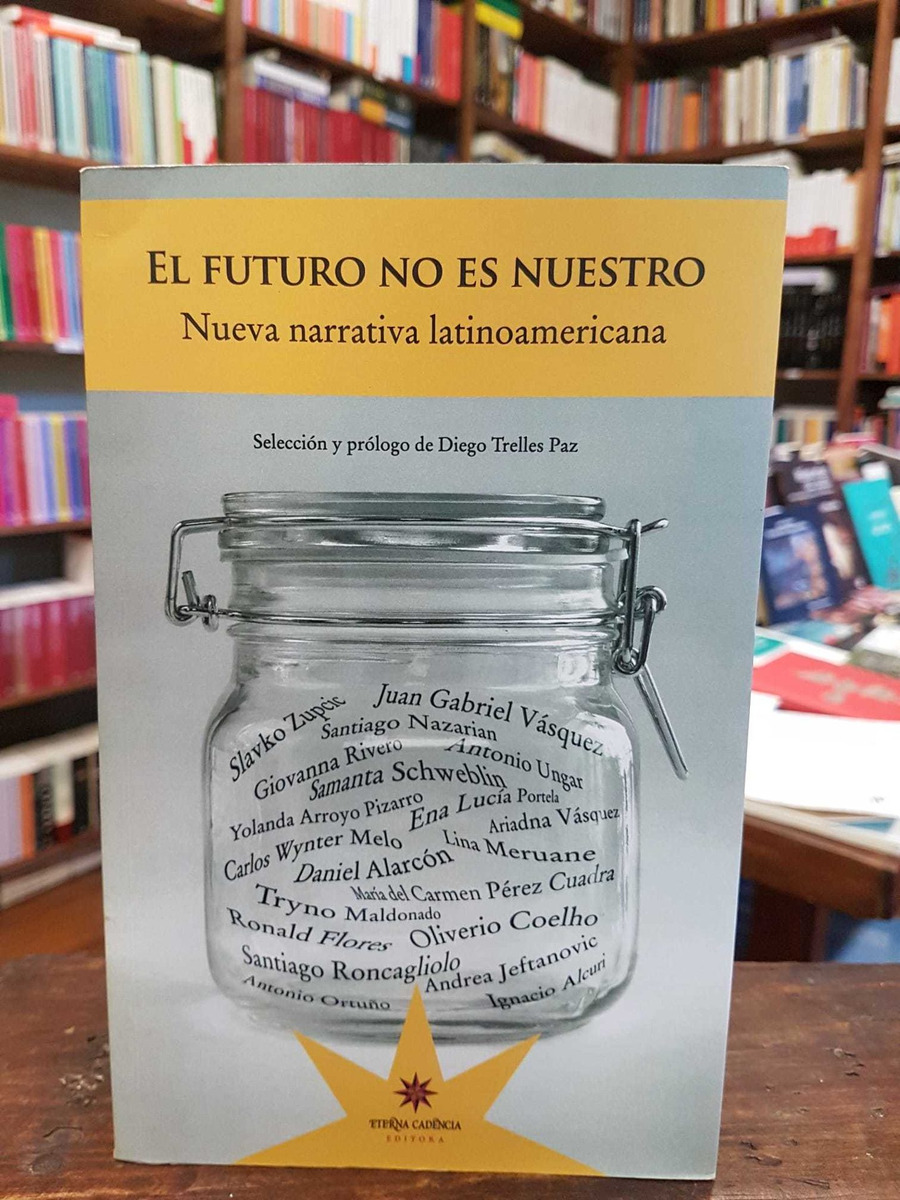 EL FUTURO NO ES NUESTRO
Nueva narrativa latinoamericana
Selección y prólogo de Diego Trelles Paz
Slavko Zupcic
Juan Gabriel Vásquez
Santiago Nazarian
Giovanna Rivero
Antonio Ungar
Samanta Schweblin
Yolanda Arroyo Pizarro
Ena Lucía Portela
Ariadna Vásquez
Carlos Wynter Melo
Lina Meruane
Daniel Alarcón
María del Carmen Pérez Cuadra
Tryno Maldonado
Ronald Flores
Oliverio Coelho
Santiago Roncagliolo
Andrea Jeftanovic
Antonio Ortuño
Ignacio Alcuri
ETERNA CADENCIA
EDITORA